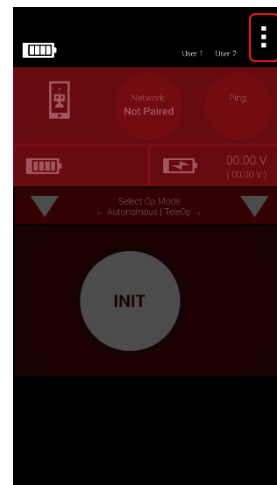 User 1 User 2
Network:
Not Paired
Ping:
00.00 V
( 00.00 V )
Select Op Mode
← Autonomous | TeleOp →
INIT